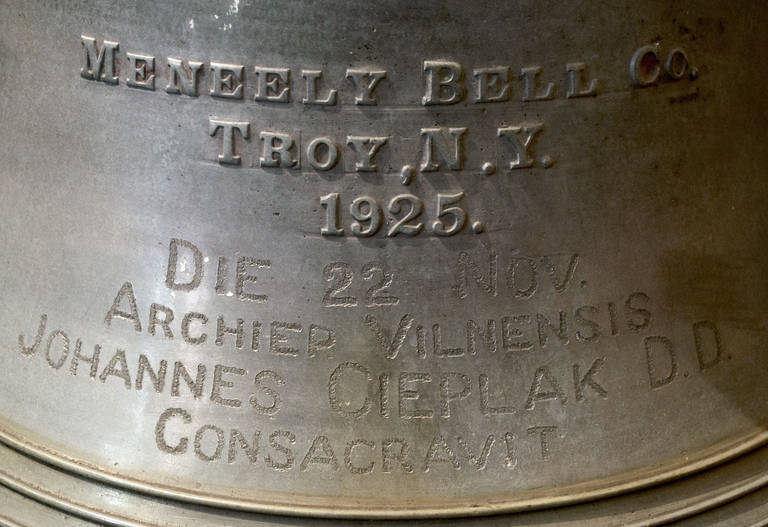 MENEELY BELL CO.
TROY, N.Y.
1925.
DIE 22 NOV.
ARCHIEP VILNENSIS
JOHANNES CIEPLAK D.D.
CONSACRAVIT